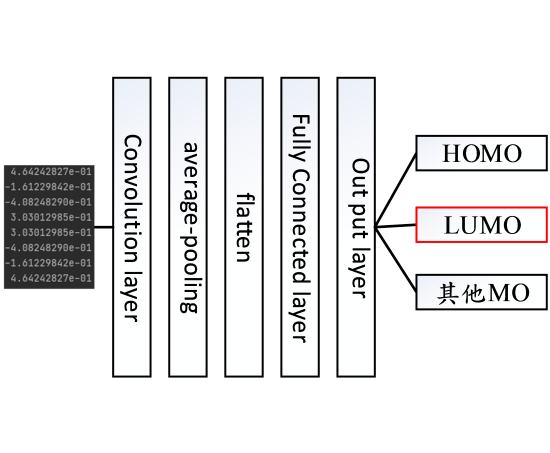 4.64242827e-01
-1.61229842e-01
-4.08248290e-01
3.03012985e-01
3.03012985e-01
-4.08248290e-01
-1.61229842e-01
4.64242827e-01
Convolution layer
average-pooling
flatten
Fully Connected layer
Out put layer
HOMO
LUMO
其他MO